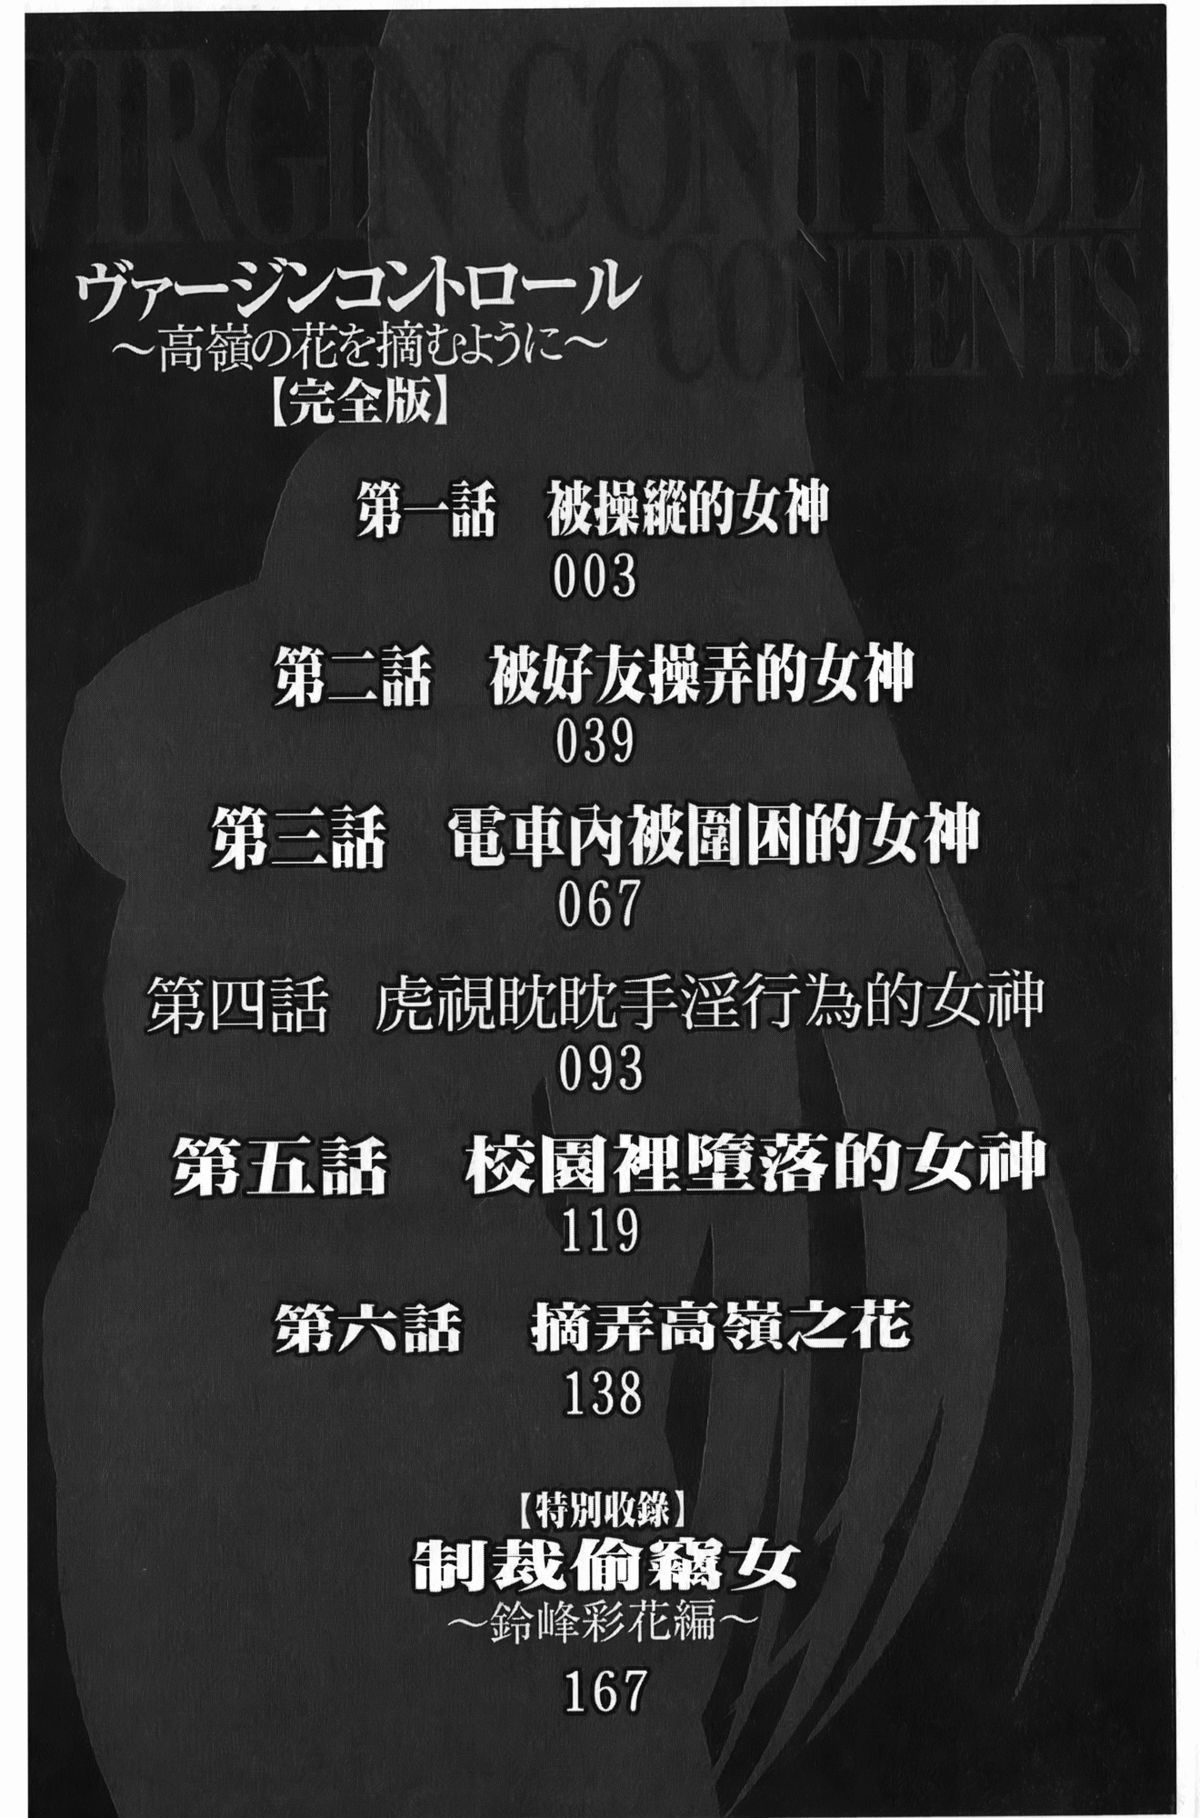 VIRGIN CONTROL
CONTENTS
ヴァージンコントロール
～高嶺の花を摘むように～
【完全版】
第一話　被操縱的女神
003
第二話　被好友操弄的女神
039
第三話　電車內被圍困的女神
067
第四話　虎視眈眈手淫行為的女神
093
第五話　校園裡墮落的女神
119
第六話　摘弄高嶺之花
138
【特別收錄】
制裁偷竊女
～鈴峰彩花編～
167